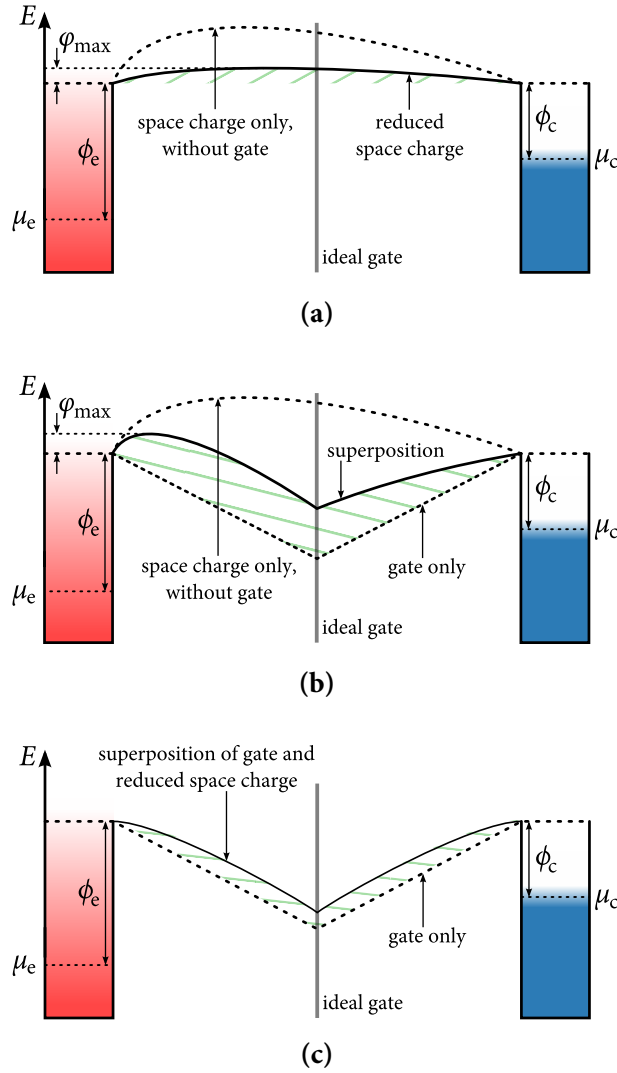 E
φmax
ϕe
μe
space charge only,
without gate
reduced
space charge
ϕc
μc
ideal gate
(a)
E
φmax
ϕe
μe
superposition
space charge only,
without gate
gate only
ϕc
μc
ideal gate
(b)
superposition of gate and
reduced space charge
E
ϕe
μe
ϕc
μc
gate only
ideal gate
(c)